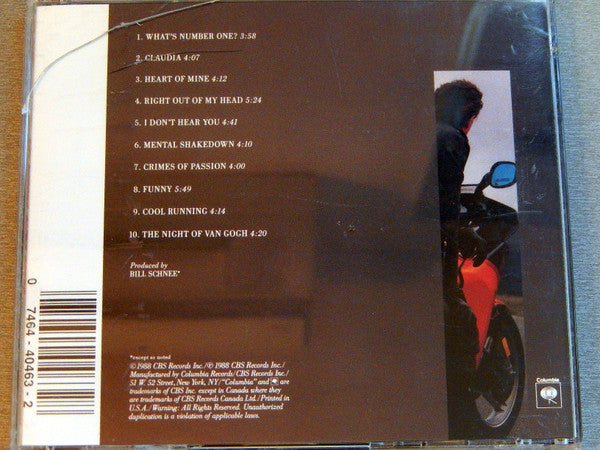 1. WHAT'S NUMBER ONE? 3:58
2. CLAUDIA 4:07
3. HEART OF MINE 4:12
4. RIGHT OUT OF MY HEAD 5:24
5. I DON'T HEAR YOU 4:41
6. MENTAL SHAKEDOWN 4:10
7. CRIMES OF PASSION 4:00
8. FUNNY 5:49
9. COOL RUNNING 4:14
10. THE NIGHT OF VAN GOGH 4:20
Produced by
BILL SCHNEE*
0 7464-40463-2
*except as noted
©1988 CBS Records Inc./℗ 1988 CBS Records Inc./
Manufactured by Columbia Records/CBS Records Inc./
51 W. 52 Street, New York, NY/"Columbia" and are
trademarks of CBS Inc. except in Canada where they
are trademarks of CBS Records Canada Ltd./Printed in
U.S.A./Warning: All Rights Reserved. Unauthorized
duplication is a violation of applicable laws.
Columbia